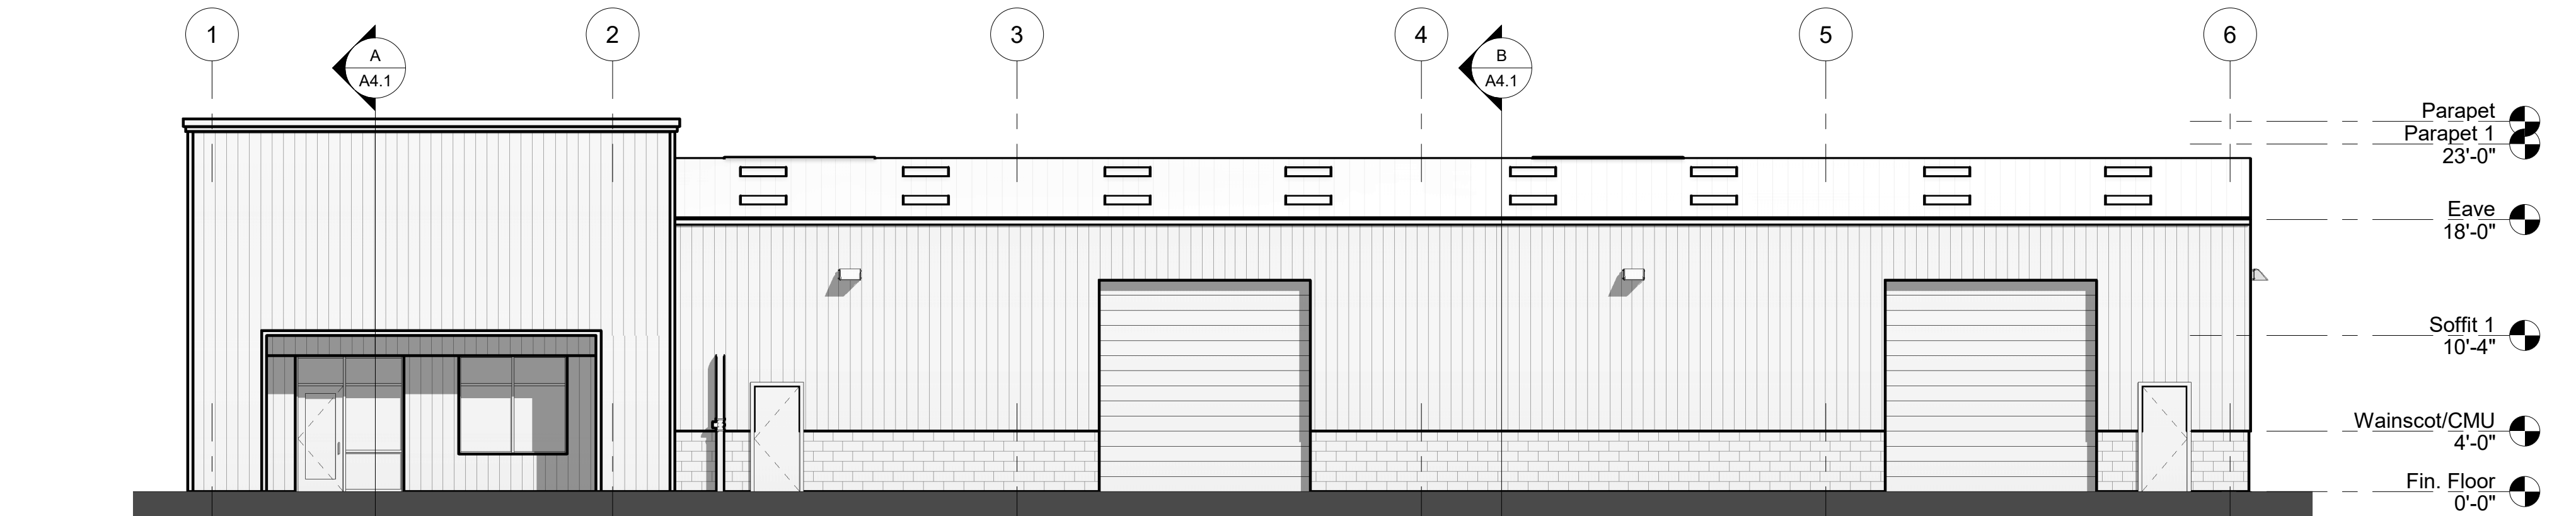 1
2
3
4
5
6
A
A4.1
B
A4.1
Parapet
Parapet 1
23'-0"
Eave
18'-0"
Soffit 1
10'-4"
Wainscot/CMU
4'-0"
Fin. Floor
0'-0"